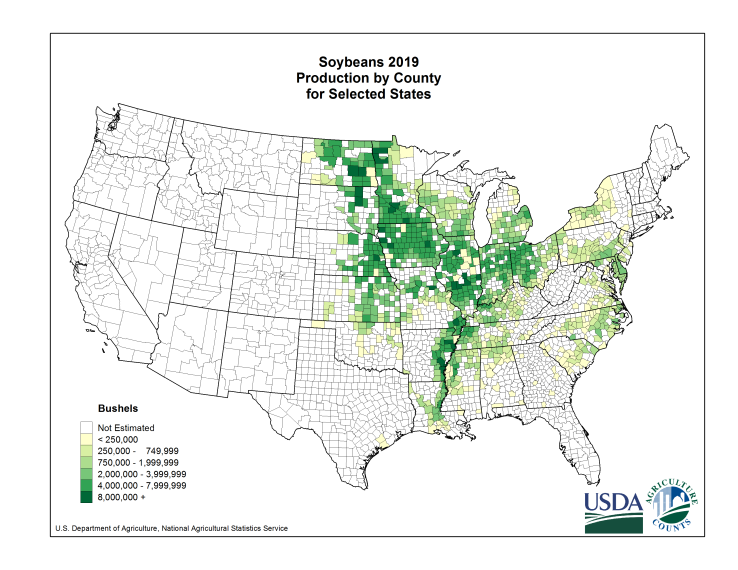 Soybeans 2019
Production by County
for Selected States
Bushels
Not Estimated
< 250,000
250,000 - 749,999
750,000 - 1,999,999
2,000,000 - 3,999,999
4,000,000 - 7,999,999
8,000,000 +
U.S. Department of Agriculture, National Agricultural Statistics Service
USDA
AGRICULTURE
COUNTS